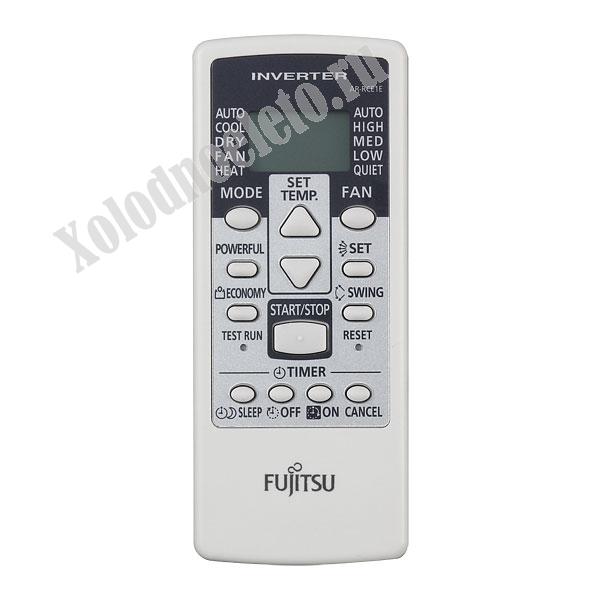 INVERTER
AR-RCE1E
AUTO AUTO
COOL HIGH
DRY MED
FAN LOW
HEAT QUIET
MODE SET TEMP. FAN
POWERFUL SET
ECONOMY SWING
START/STOP
TEST RUN RESET
TIMER
SLEEP OFF ON CANCEL
FUJITSU
Xolodnoeleto.ru